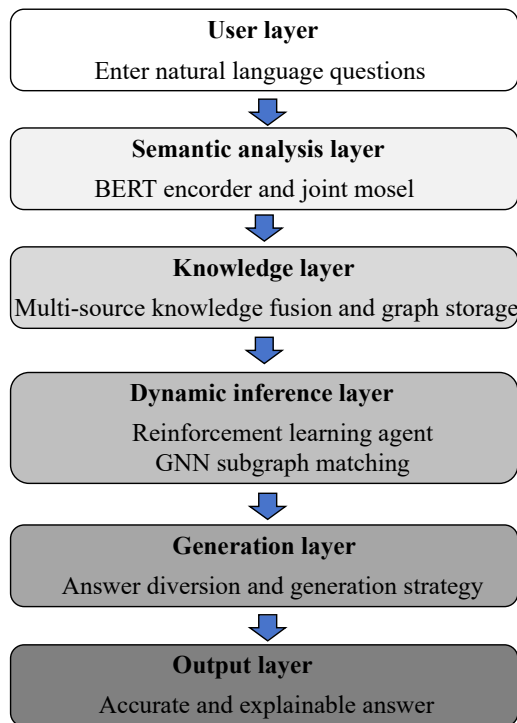 User layer
Enter natural language questions
Semantic analysis layer
BERT encorder and joint mosel
Knowledge layer
Multi-source knowledge fusion and graph storage
Dynamic inference layer
Reinforcement learning agent
GNN subgraph matching
Generation layer
Answer diversion and generation strategy
Output layer
Accurate and explainable answer